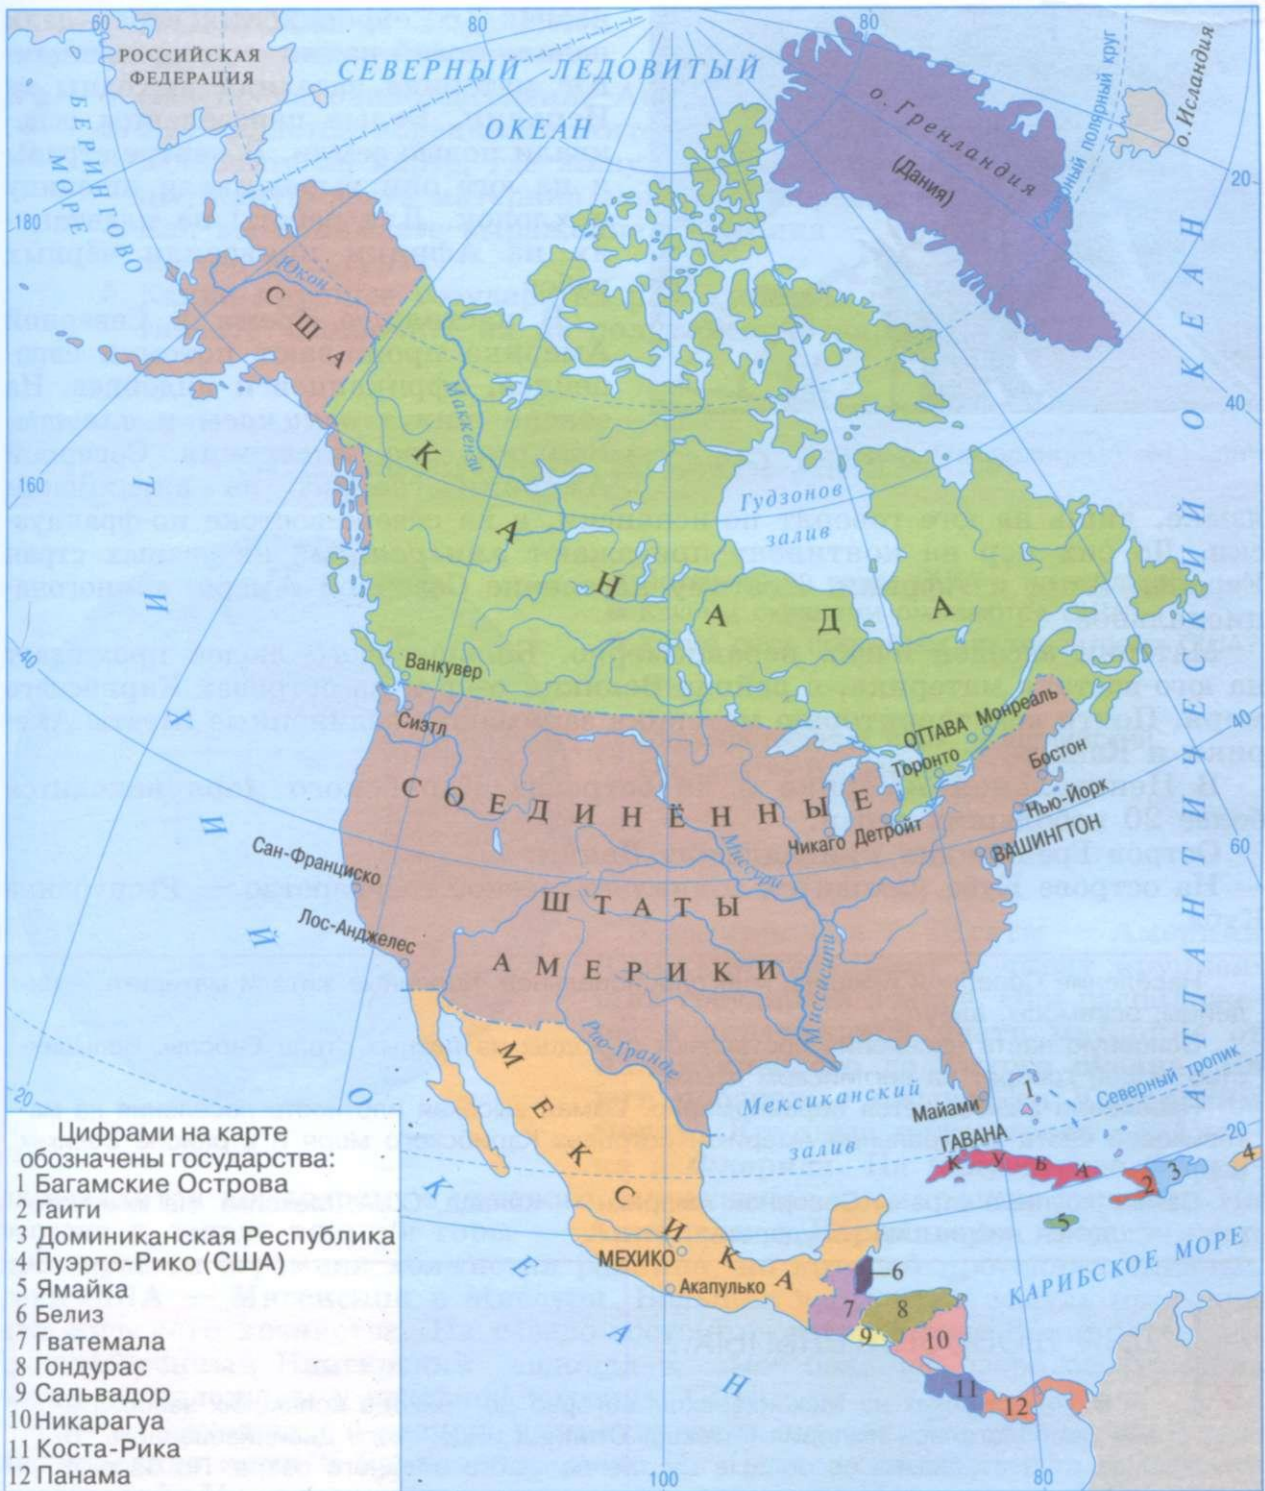 60
80
80
РОССИЙСКАЯ
ФЕДЕРАЦИЯ
СЕВЕРНЫЙ ЛЕДОВИТЫЙ
ОКЕАН
о. Гренландия
(Дания)
Северный полярный круг
о. Исландия
БЕРИНГОВО
МОРЕ
180
20
Юкон
США
Маккензи
40
160
КАНАДА
Гудзонов
залив
АТЛАНТИЧЕСКИЙ ОКЕАН
ТИХИЙ
ОКЕАН
40
Ванкувер
Сиэтл
ОТТАВА
Монреаль
Торонто
Бостон
40
СОЕДИНЁННЫЕ
Нью-Йорк
Чикаго
Детройт
ВАШИНГТОН
60
Сан-Франциско
Миссури
ШТАТЫ
Лос-Анджелес
АМЕРИКИ
Миссисипи
Рио-Гранде
МЕКСИКА
Мексиканский
залив
Майами
1
Северный тропик
20
ГАВАНА
КУБА
20
2
3
4
5
МЕХИКО
Акапулько
6
7
8
9
10
11
12
КАРИБСКОЕ МОРЕ
100
80
Цифрами на карте
обозначены государства:
1 Багамские Острова
2 Гаити
3 Доминиканская Республика
4 Пуэрто-Рико (США)
5 Ямайка
6 Белиз
7 Гватемала
8 Гондурас
9 Сальвадор
10 Никарагуа
11 Коста-Рика
12 Панама